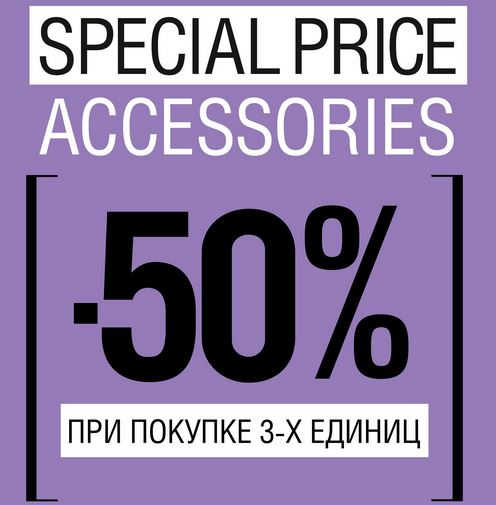 SPECIAL PRICE
ACCESSORIES
-50%
ПРИ ПОКУПКЕ 3-Х ЕДИНИЦ